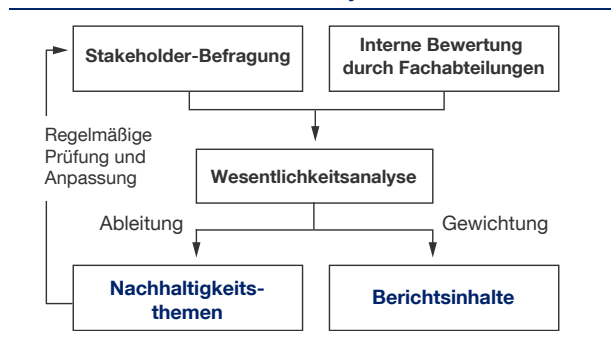 Stakeholder-Befragung
Interne Bewertung
durch Fachabteilungen
Regelmäßige
Prüfung und
Anpassung
Wesentlichkeitsanalyse
Ableitung
Gewichtung
Nachhaltigkeits-
themen
Berichtsinhalte